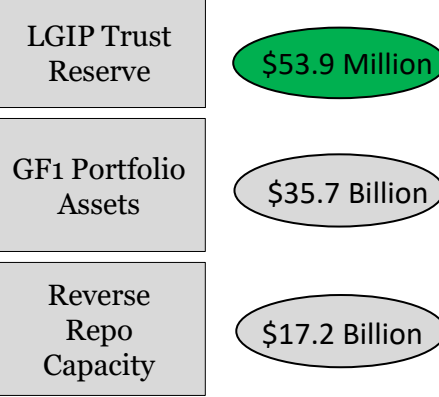 LGIP Trust
Reserve
$53.9 Million
GF1 Portfolio
Assets
$35.7 Billion
Reverse
Repo
Capacity
$17.2 Billion